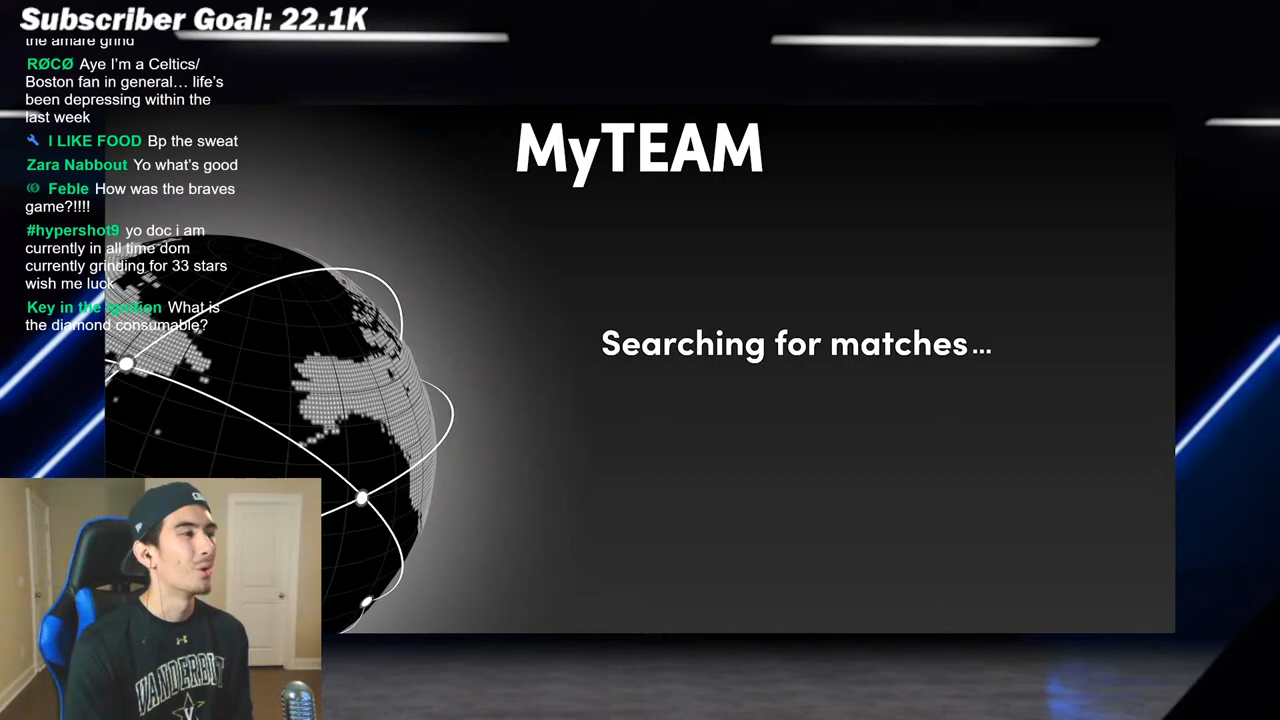 Subscriber Goal: 22.1K
the amare grind
RØCØ Aye I'm a Celtics/
Boston fan in general… life's
been depressing within the
last week
I LIKE FOOD Bp the sweat
Zara Nabbout Yo what's good
Feble How was the braves
game?!!!!
#hypershot9 yo doc i am
currently in all time dom
currently grinding for 33 stars
wish me luck
Key in the Ignition What is
the diamond consumable?
MyTEAM
Searching for matches...
VANDERBILT
V